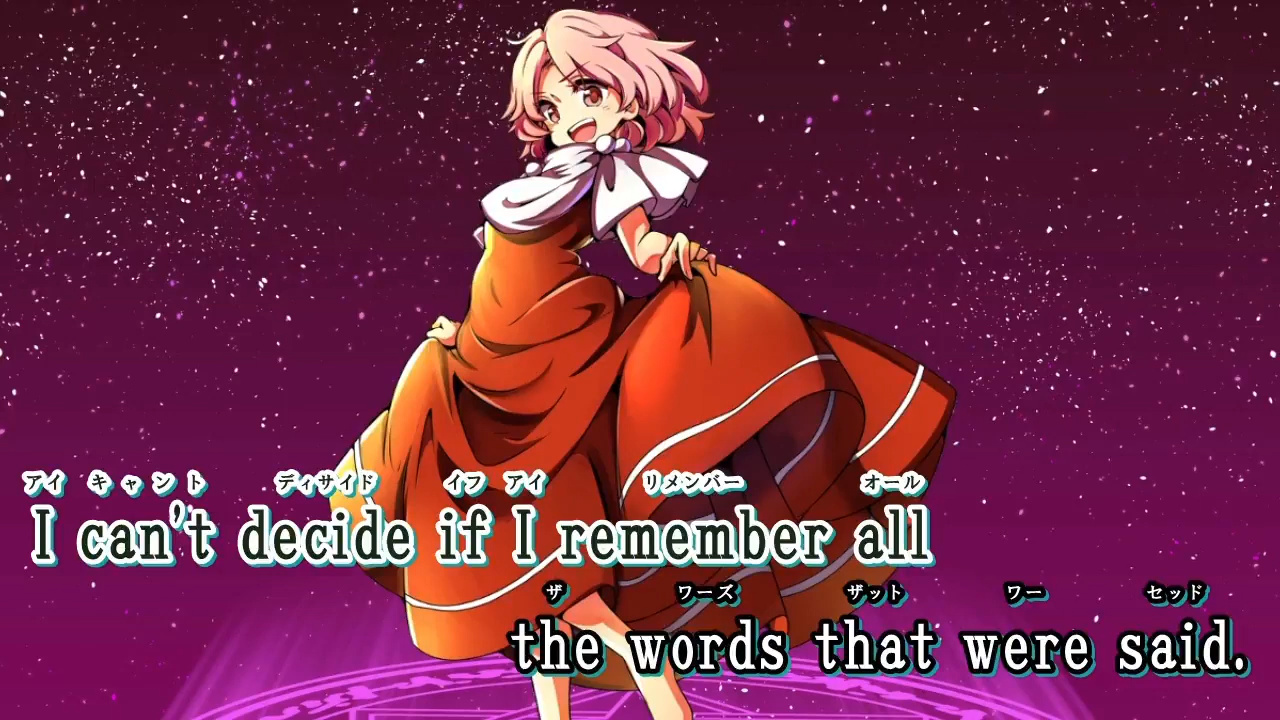 アイ キャント ディサイド イフ アイ リメンバー オール
I can't decide if I remember all
ザ ワーズ ザット ワー セッド
the words that were said.